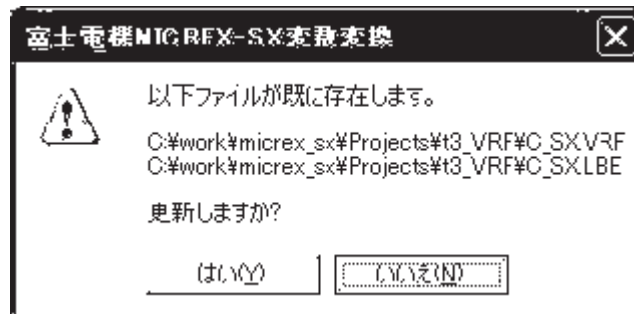 富士電機MICREX-SX変数変換
以下ファイルが既に存在します。
C:¥work¥micrex_sx¥Projects¥t3_VRF¥C_SX.VRF
C:¥work¥micrex_sx¥Projects¥t3_VRF¥C_SX.LBE
更新しますか?
はい(Y)
いいえ(N)